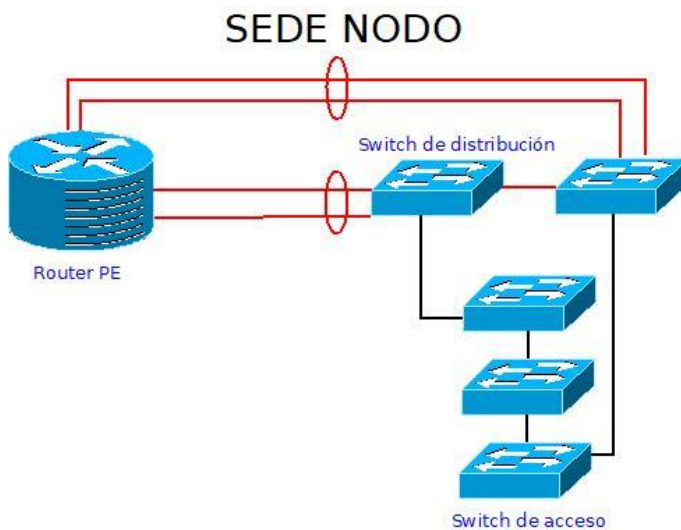 SEDE NODO
Switch de distribución
Router PE
Switch de acceso